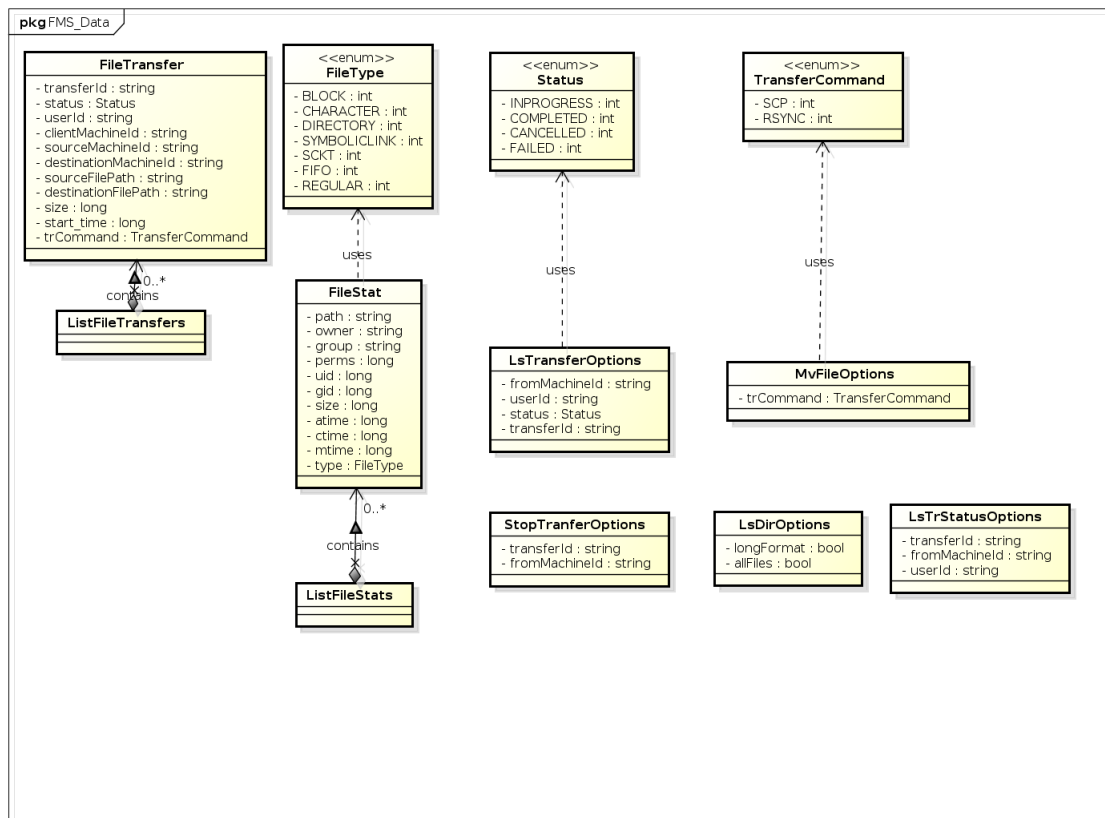 pkg FMS_Data
FileTransfer
- transferId : string
- status : Status
- userId : string
- clientMachineId : string
- sourceMachineId : string
- destinationMachineId : string
- sourceFilePath : string
- destinationFilePath : string
- size : long
- start_time : long
- trCommand : TransferCommand
0..*
contains
ListFileTransfers
<<enum>>
FileType
- BLOCK : int
- CHARACTER : int
- DIRECTORY : int
- SYMBOLICLINK : int
- SCKT : int
- FIFO : int
- REGULAR : int
uses
FileStat
- path : string
- owner : string
- group : string
- perms : long
- uid : long
- gid : long
- size : long
- atime : long
- ctime : long
- mtime : long
- type : FileType
0..*
contains
ListFileStats
<<enum>>
Status
- INPROGRESS : int
- COMPLETED : int
- CANCELLED : int
- FAILED : int
uses
LsTransferOptions
- fromMachineId : string
- userId : string
- status : Status
- transferId : string
<<enum>>
TransferCommand
- SCP : int
- RSYNC : int
uses
MvFileOptions
- trCommand : TransferCommand
StopTranferOptions
- transferId : string
- fromMachineId : string
LsDirOptions
- longFormat : bool
- allFiles : bool
LsTrStatusOptions
- transferId : string
- fromMachineId : string
- userId : string